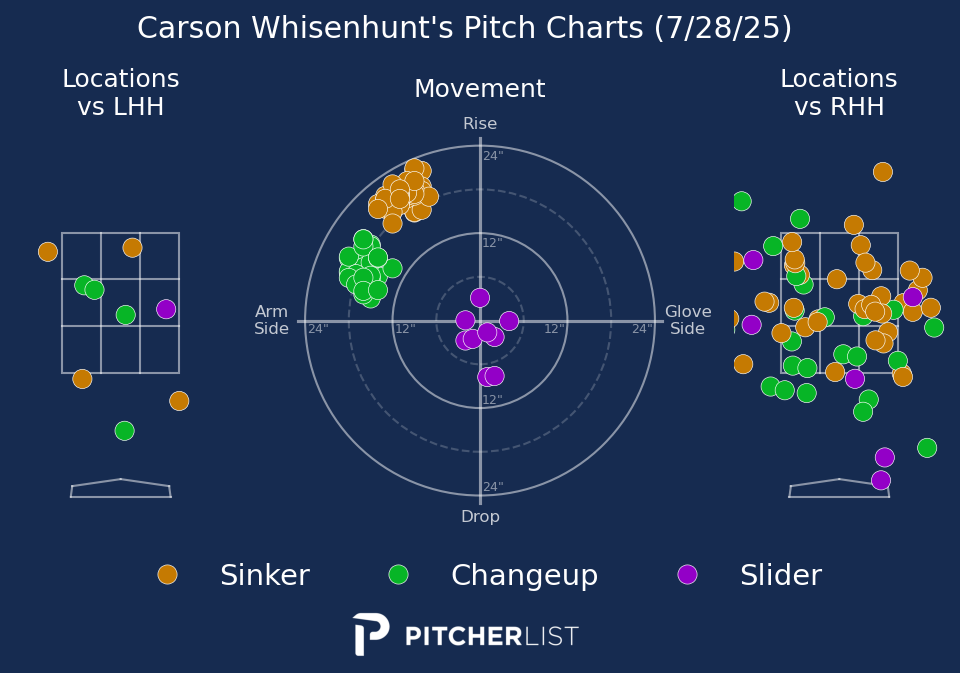 Carson Whisenhunt's Pitch Charts (7/28/25)
Locations
vs LHH
Movement
Locations
vs RHH
Rise
24"
12"
Arm
Side
24"
12"
12"
24"
Glove
Side
12"
24"
Drop
Sinker
Changeup
Slider
PITCHERLIST